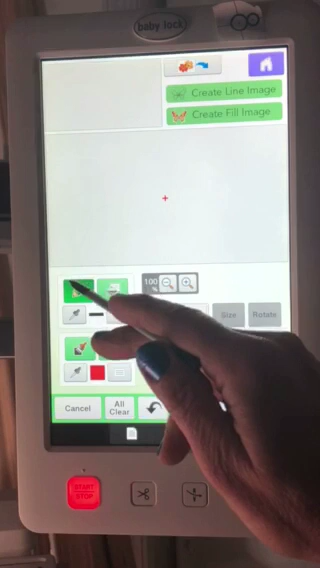 baby lock
Create Line Image
Create Fill Image
100
Size
Rotate
Cancel
All
Clear
START
STOP